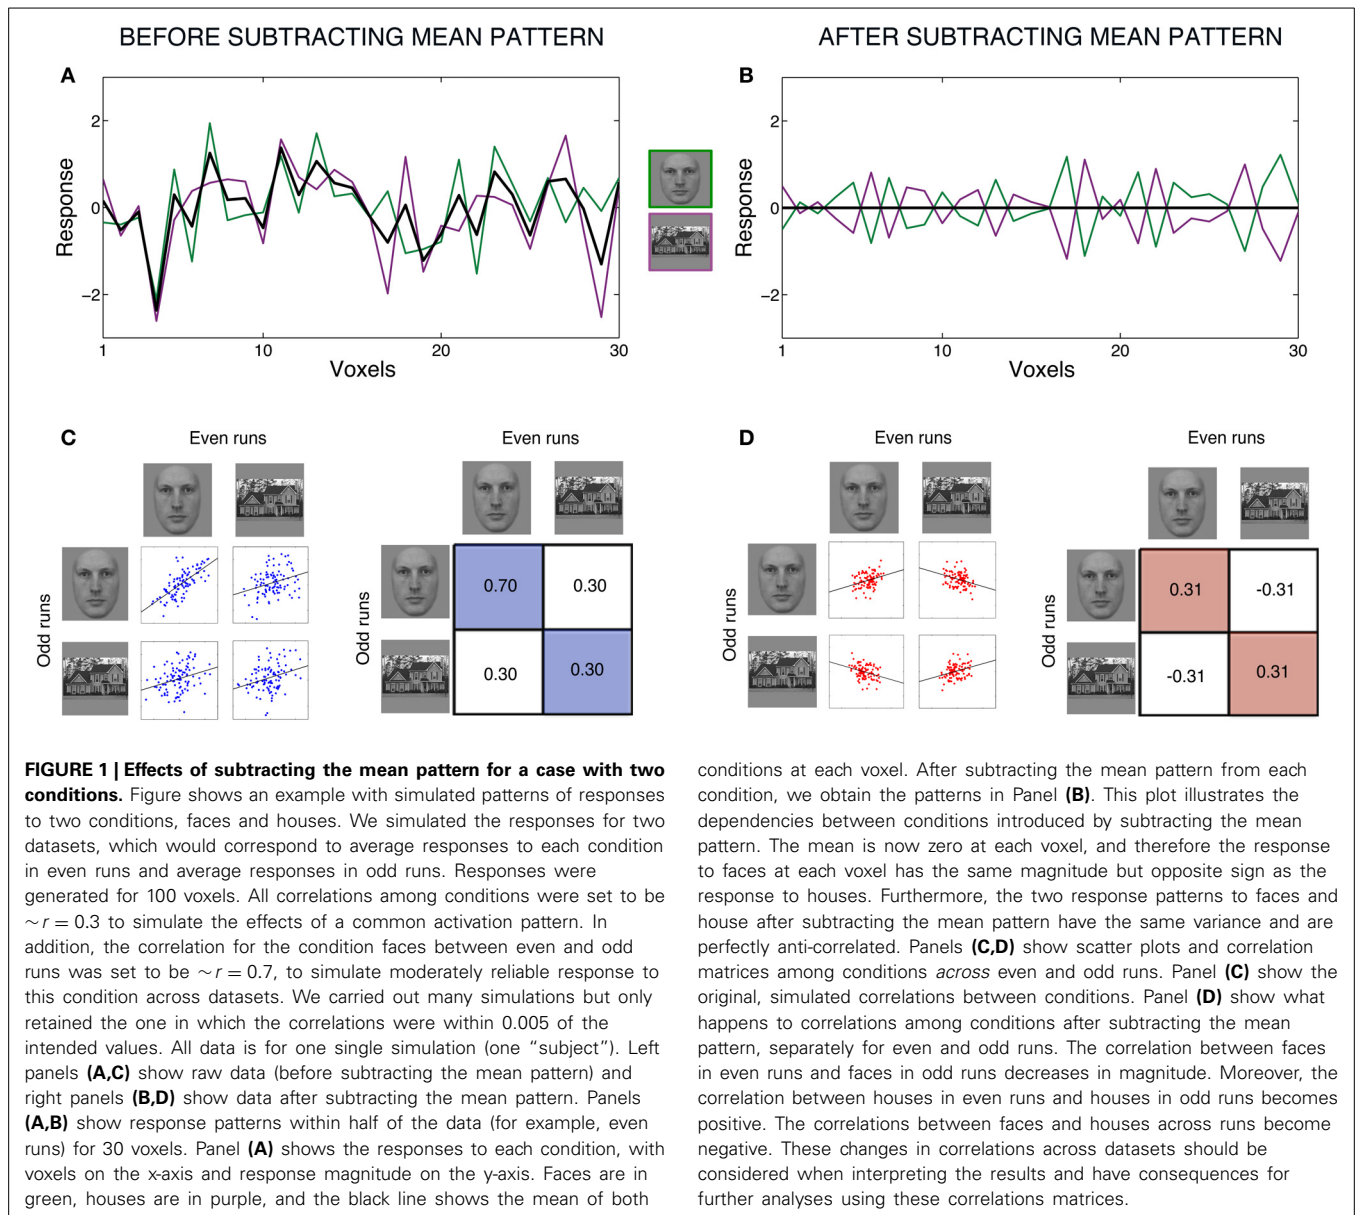 BEFORE SUBTRACTING MEAN PATTERN
AFTER SUBTRACTING MEAN PATTERN
A
2
0
−2
Response
1
10
20
30
Voxels
B
2
0
−2
Response
1
10
20
30
Voxels
C
Even runs
Even runs
Odd runs
Odd runs
0.70
0.30
0.30
0.30
D
Even runs
Even runs
Odd runs
Odd runs
0.31
-0.31
-0.31
0.31
FIGURE 1 | Effects of subtracting the mean pattern for a case with two
conditions. Figure shows an example with simulated patterns of responses
to two conditions, faces and houses. We simulated the responses for two
datasets, which would correspond to average responses to each condition
in even runs and average responses in odd runs. Responses were
generated for 100 voxels. All correlations among conditions were set to be
∼r = 0.3 to simulate the effects of a common activation pattern. In
addition, the correlation for the condition faces between even and odd
runs was set to be ∼r = 0.7, to simulate moderately reliable response to
this condition across datasets. We carried out many simulations but only
retained the one in which the correlations were within 0.005 of the
intended values. All data is for one single simulation (one “subject”). Left
panels (A,C) show raw data (before subtracting the mean pattern) and
right panels (B,D) show data after subtracting the mean pattern. Panels
(A,B) show response patterns within half of the data (for example, even
runs) for 30 voxels. Panel (A) shows the responses to each condition, with
voxels on the x-axis and response magnitude on the y-axis. Faces are in
green, houses are in purple, and the black line shows the mean of both
conditions at each voxel. After subtracting the mean pattern from each
condition, we obtain the patterns in Panel (B). This plot illustrates the
dependencies between conditions introduced by subtracting the mean
pattern. The mean is now zero at each voxel, and therefore the response
to faces at each voxel has the same magnitude but opposite sign as the
response to houses. Furthermore, the two response patterns to faces and
house after subtracting the mean pattern have the same variance and are
perfectly anti-correlated. Panels (C,D) show scatter plots and correlation
matrices among conditions across even and odd runs. Panel (C) show the
original, simulated correlations between conditions. Panel (D) show what
happens to correlations among conditions after subtracting the mean
pattern, separately for even and odd runs. The correlation between faces
in even runs and faces in odd runs decreases in magnitude. Moreover, the
correlation between houses in even runs and houses in odd runs becomes
positive. The correlations between faces and houses across runs become
negative. These changes in correlations across datasets should be
considered when interpreting the results and have consequences for
further analyses using these correlations matrices.